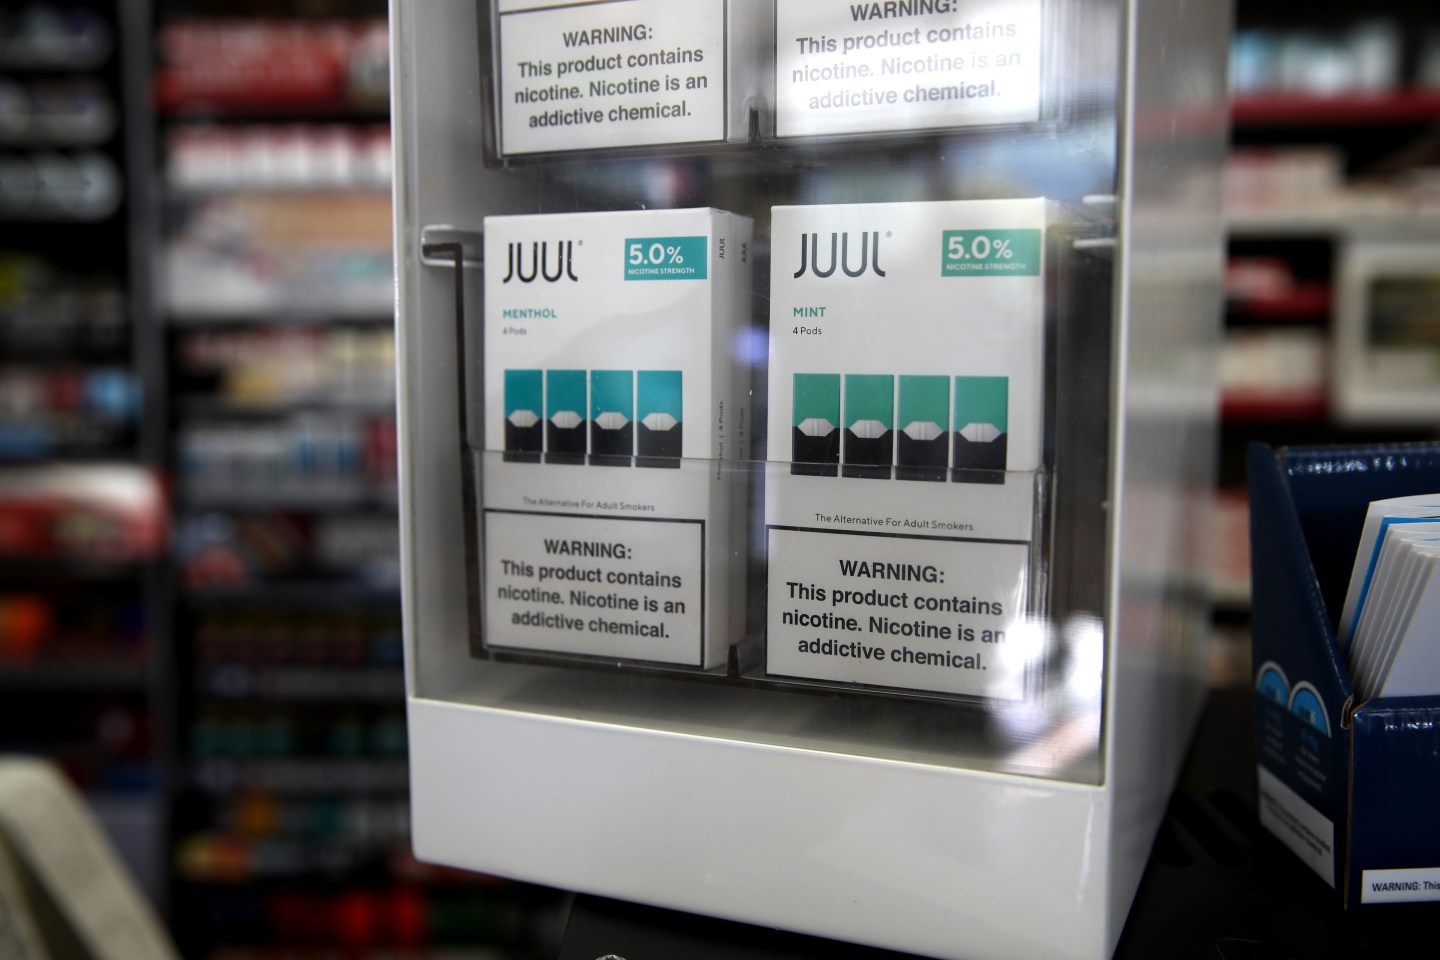 WARNING:
This product contains
nicotine. Nicotine is an
addictive chemical.
WARNING:
This product contains
nicotine. Nicotine is an
addictive chemical.
JUUL®
5.0%
NICOTINE STRENGTH
MENTHOL
4 Pods
The Alternative For Adult Smokers
WARNING:
This product contains
nicotine. Nicotine is an
addictive chemical.
JUUL
JUUL
JUUL®
5.0%
NICOTINE STRENGTH
MINT
4 Pods
The Alternative For Adult Smokers
WARNING:
This product contains
nicotine. Nicotine is an
addictive chemical.
WARNING: This